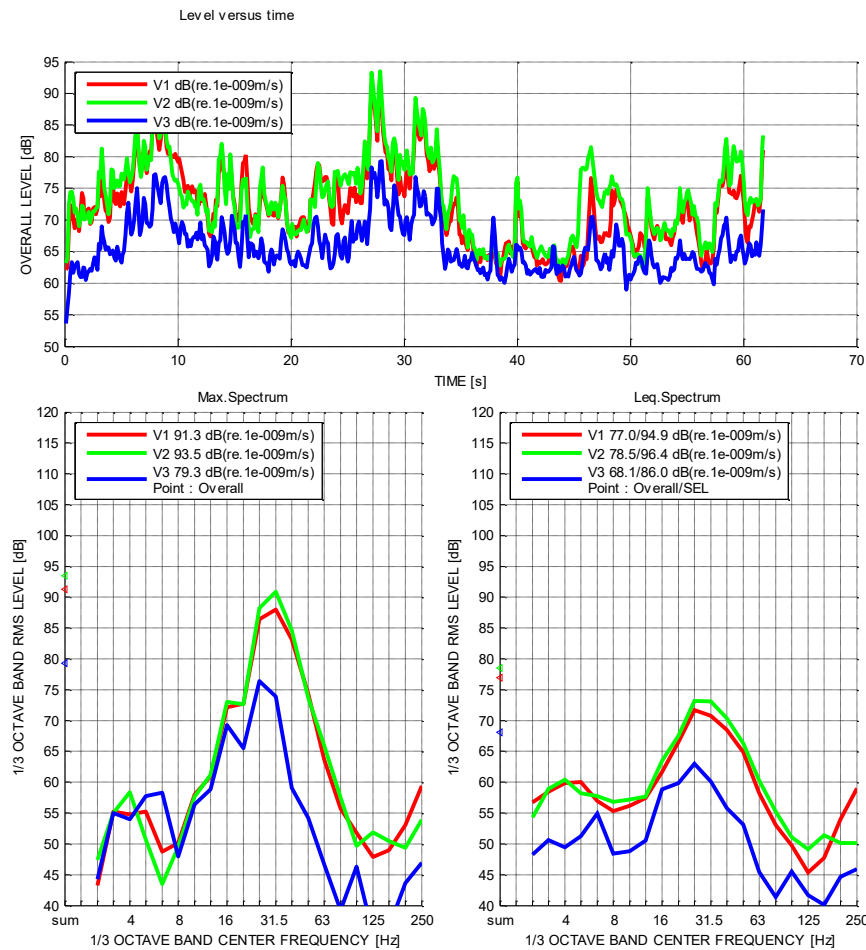 Level versus time
95
90
85
80
75
70
65
60
55
50
OVERALL LEVEL [dB]
V1 dB(re.1e-009m/s)
V2 dB(re.1e-009m/s)
V3 dB(re.1e-009m/s)
0 10 20 30 40 50 60 70
TIME [s]
Max.Spectrum
120
115
110
105
100
95
90
85
80
75
70
65
60
55
50
45
40
1/3 OCTAVE BAND RMS LEVEL [dB]
V1 91.3 dB(re.1e-009m/s)
V2 93.5 dB(re.1e-009m/s)
V3 79.3 dB(re.1e-009m/s)
Point : Overall
sum 4 8 16 31.5 63 125 250
1/3 OCTAVE BAND CENTER FREQUENCY [Hz]
Leq.Spectrum
120
115
110
105
100
95
90
85
80
75
70
65
60
55
50
45
40
1/3 OCTAVE BAND RMS LEVEL [dB]
V1 77.0/94.9 dB(re.1e-009m/s)
V2 78.5/96.4 dB(re.1e-009m/s)
V3 68.1/86.0 dB(re.1e-009m/s)
Point : Overall/SEL
sum 4 8 16 31.5 63 125 250
1/3 OCTAVE BAND CENTER FREQUENCY [Hz]